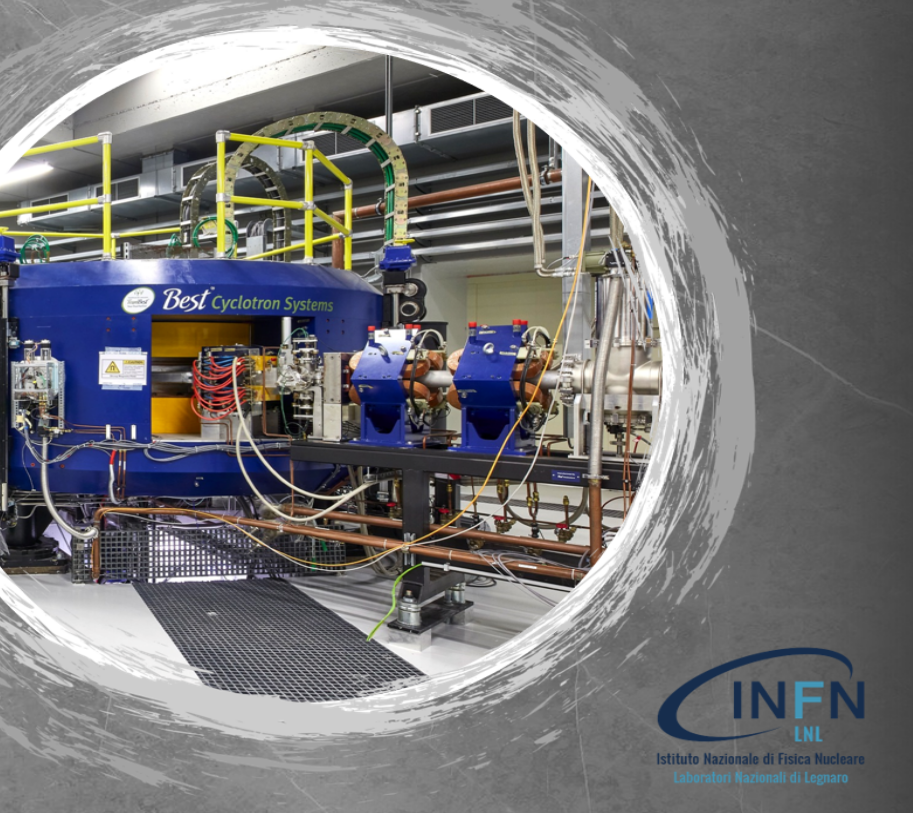 Best Cyclotron Systems
INFN
LNL
Istituto Nazionale di Fisica Nucleare
Laboratori Nazionali di Legnaro